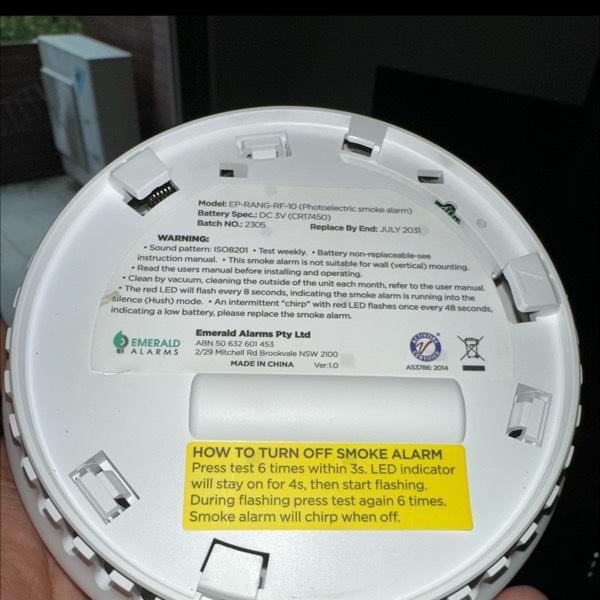 Model: EP-RANG-RF-10 (Photoelectric smoke alarm)
Battery Spec.: DC 3V (CR17450)
Batch NO.: 2305 Replace By End: JULY 2031
WARNING:
• Sound pattern: ISO8201 • Test weekly. • Battery non-replaceable-see
instruction manual. • This smoke alarm is not suitable for wall (vertical) mounting.
• Read the users manual before installing and operating.
• Clean by vacuum, cleaning the outside of the unit each month, refer to the user manual.
• The red LED will flash every 8 seconds, indicating the smoke alarm is running into the
silence (Hush) mode. • An intermittent "chirp" with red LED flashes once every 48 seconds,
indicating a low battery, please replace the smoke alarm.
EMERALD
ALARMS
Emerald Alarms Pty Ltd
ABN 50 632 601 453
2/29 Mitchell Rd Brookvale NSW 2100
MADE IN CHINA Ver:1.0
ACTIVFIRE
CERTIFIED
AS3786: 2014
HOW TO TURN OFF SMOKE ALARM
Press test 6 times within 3s. LED indicator
will stay on for 4s, then start flashing.
During flashing press test again 6 times.
Smoke alarm will chirp when off.